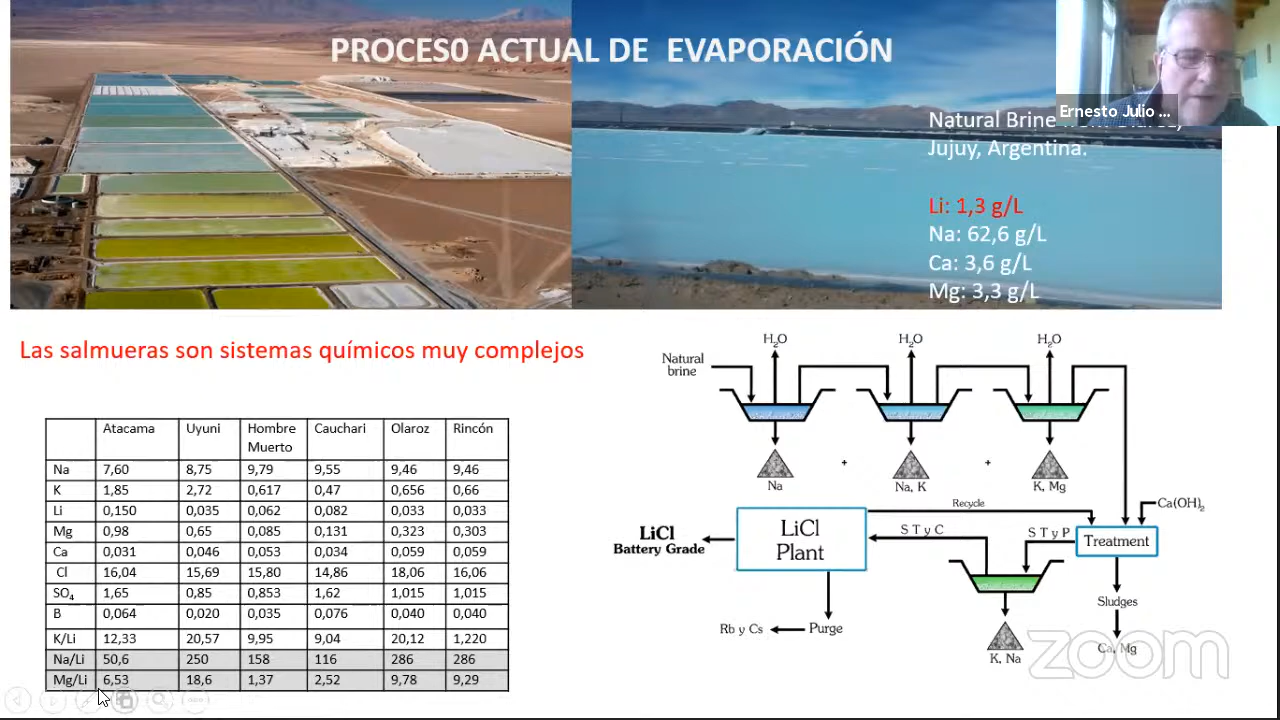 PROCES0 ACTUAL DE EVAPORACIÓN
Ernesto Julio ...
Natural Brine
Jujuy, Argentina.
Li: 1,3 g/L
Na: 62,6 g/L
Ca: 3,6 g/L
Mg: 3,3 g/L
Las salmueras son sistemas químicos muy complejos
Atacama Uyuni Hombre Muerto Cauchari Olaroz Rincón
Na 7,60 8,75 9,79 9,55 9,46 9,46
K 1,85 2,72 0,617 0,47 0,656 0,66
Li 0,150 0,035 0,062 0,082 0,033 0,033
Mg 0,98 0,65 0,085 0,131 0,323 0,303
Ca 0,031 0,046 0,053 0,034 0,059 0,059
Cl 16,04 15,69 15,80 14,86 18,06 16,06
SO₄ 1,65 0,85 0,853 1,62 1,015 1,015
B 0,064 0,020 0,035 0,076 0,040 0,040
K/Li 12,33 20,57 9,95 9,04 20,12 1,220
Na/Li 50,6 250 158 116 286 286
Mg/Li 6,53 18,6 1,37 2,52 9,78 9,29
H₂O H₂O H₂O
Natural
brine
Na + Na, K + K, Mg
Recycle
Ca(OH)₂
LiCl
Battery Grade
LiCl
Plant
S T y C
S T y P
Treatment
Sludges
Rb y Cs
Purge
Ca, Mg
K, Na
zoom